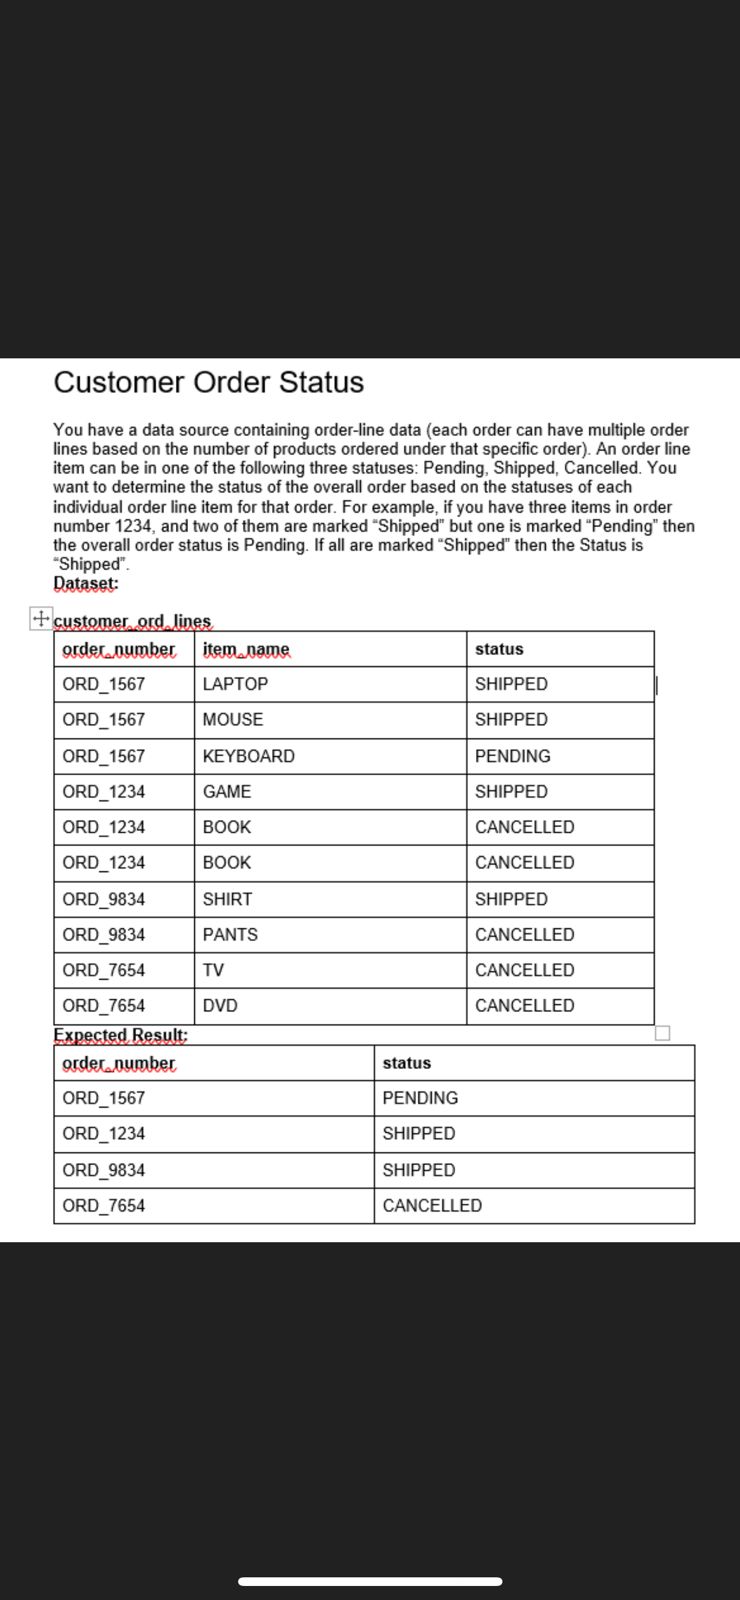 Customer Order Status
You have a data source containing order-line data (each order can have multiple order
lines based on the number of products ordered under that specific order). An order line
item can be in one of the following three statuses: Pending, Shipped, Cancelled. You
want to determine the status of the overall order based on the statuses of each
individual order line item for that order. For example, if you have three items in order
number 1234, and two of them are marked “Shipped” but one is marked “Pending” then
the overall order status is Pending. If all are marked “Shipped” then the Status is
“Shipped”.
Dataset:
customer_ord_lines
order_number item_name status
ORD_1567 LAPTOP SHIPPED
ORD_1567 MOUSE SHIPPED
ORD_1567 KEYBOARD PENDING
ORD_1234 GAME SHIPPED
ORD_1234 BOOK CANCELLED
ORD_1234 BOOK CANCELLED
ORD_9834 SHIRT SHIPPED
ORD_9834 PANTS CANCELLED
ORD_7654 TV CANCELLED
ORD_7654 DVD CANCELLED
Expected Result:
order_number status
ORD_1567 PENDING
ORD_1234 SHIPPED
ORD_9834 SHIPPED
ORD_7654 CANCELLED